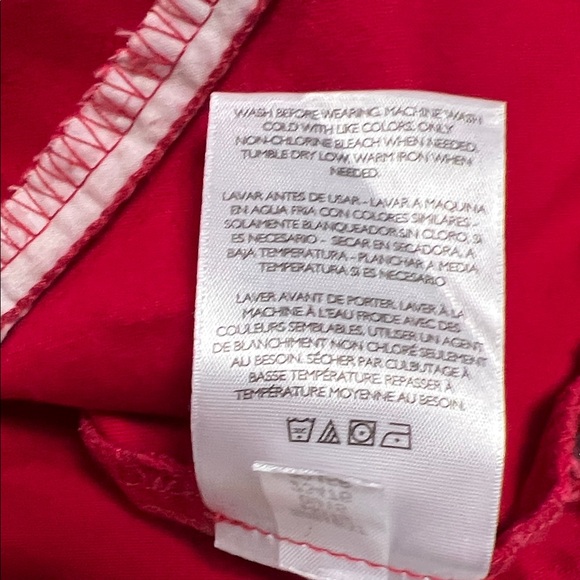 WASH BEFORE WEARING. MACHINE WASH
COLD WITH LIKE COLORS. ONLY
NON-CHLORINE BLEACH WHEN NEEDED.
TUMBLE DRY LOW, WARM IRON WHEN
NEEDED.
LAVAR ANTES DE USAR.- LAVAR A MAQUINA
EN AGUA FRIA CON COLORES SIMILARES -
SOLAMENTE BLANQUEADOR SIN CLORO, SI
ES NECESARIO - SECAR EN SECADORA, A
BAJA TEMPERATURA - PLANCHAR A MEDIA
TEMPERATURA SI ES NECESARIO
LAVER AVANT DE PORTER. LAVER À LA
MACHINE À L'EAU FROIDE AVEC DES
COULEURS SEMBLABLES. UTILISER UN AGENT
DE BLANCHIMENT NON CHLORÉ SEULEMENT
AU BESOIN. SÉCHER PAR CULBUTAGE À
BASSE TEMPÉRATURE. REPASSER À
TEMPÉRATURE MOYENNE AU BESOIN.